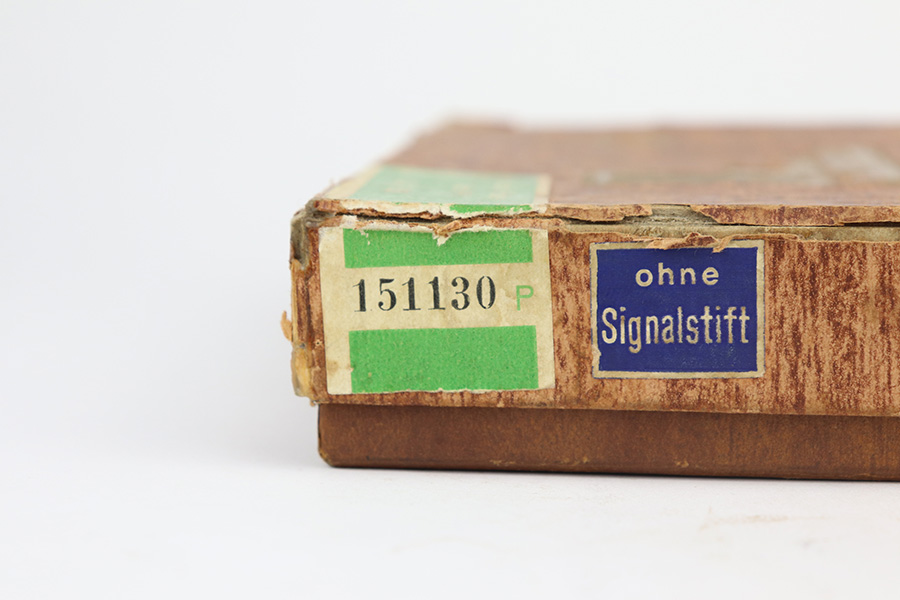 151130 P
ohne
Signalstift